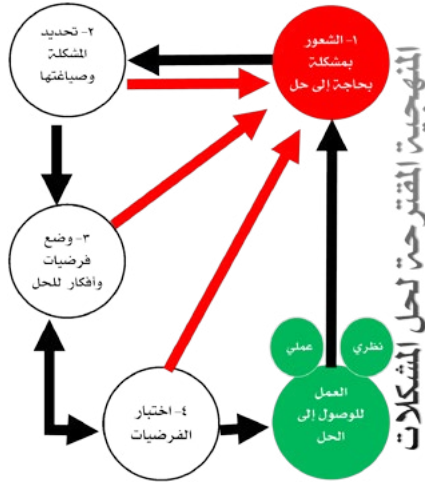 المنهجية المقترحة لحل المشكلات
١- الشعور
بمشكلة
بحاجة إلى حل
٢- تحديد
المشكلة
وصياغتها
٣- وضع
فرضيات
وأفكار للحل
٤- اختبار
الفرضيات
نظري
عملي
العمل
للوصول إلى
الحل